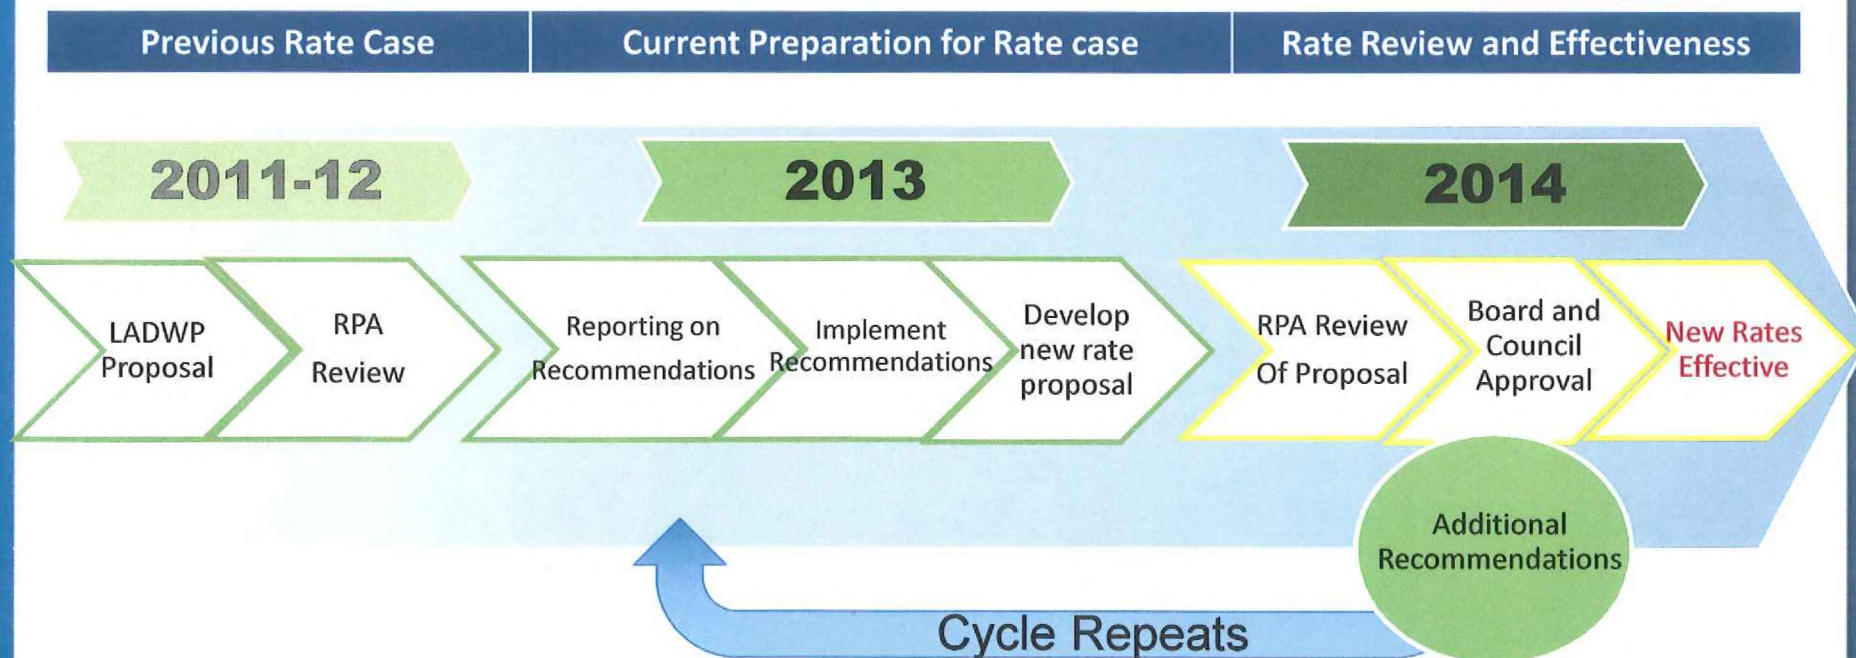 Previous Rate Case
Current Preparation for Rate case
Rate Review and Effectiveness
2011-12
2013
2014
LADWP
Proposal
RPA
Review
Reporting on
Recommendations
Implement
Recommendations
Develop
new rate
proposal
RPA Review
Of Proposal
Board and
Council
Approval
New Rates
Effective
Additional
Recommendations
Cycle Repeats